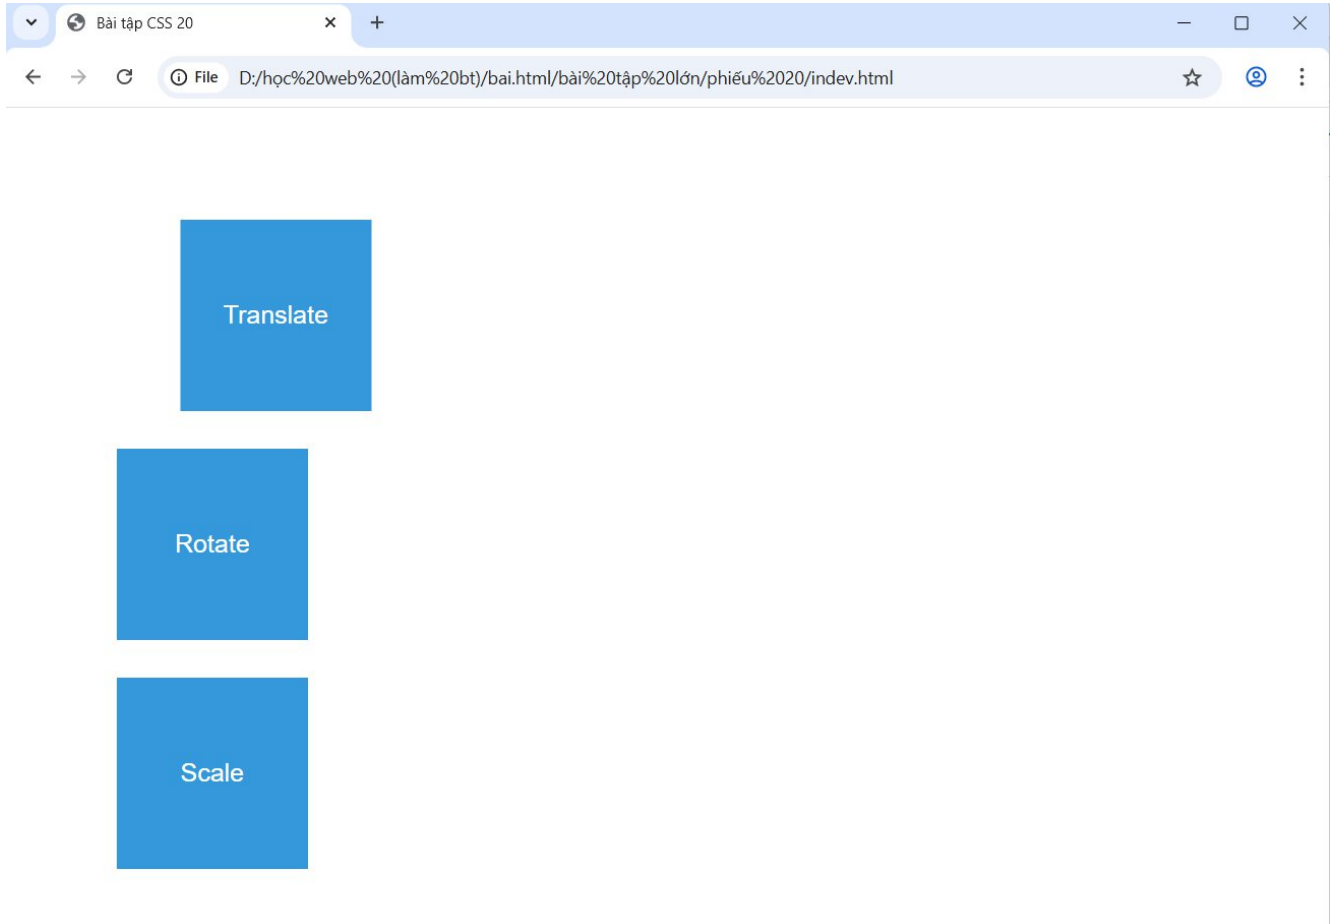 Bài tập CSS 20
File D:/học%20web%20(làm%20bt)/bai.html/bài%20tập%20lớn/phiếu%2020/indev.html
Translate
Rotate
Scale